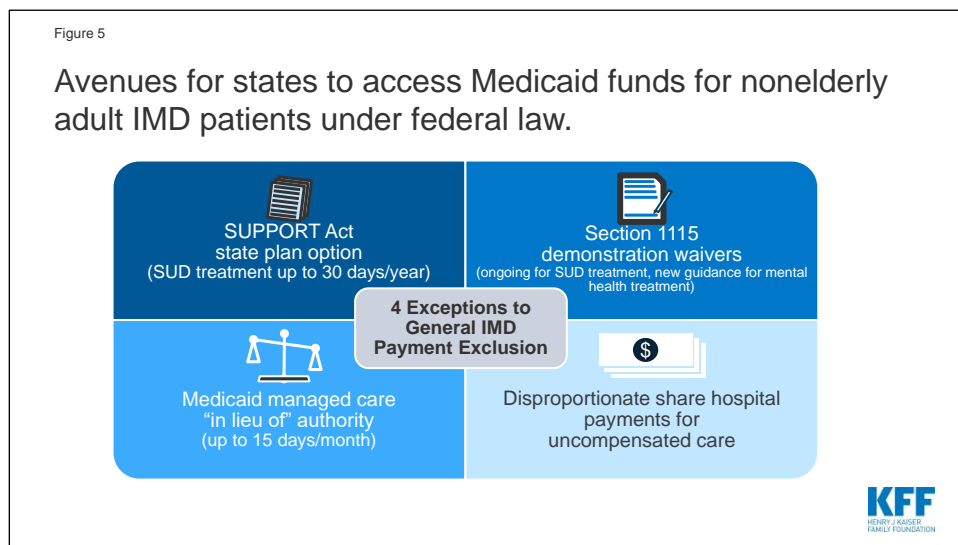 Figure 5
Avenues for states to access Medicaid funds for nonelderly
adult IMD patients under federal law.
SUPPORT Act
state plan option
(SUD treatment up to 30 days/year)
Section 1115
demonstration waivers
(ongoing for SUD treatment, new guidance for mental
health treatment)
4 Exceptions to
General IMD
Payment Exclusion
Medicaid managed care
“in lieu of” authority
(up to 15 days/month)
$
Disproportionate share hospital
payments for
uncompensated care
KFF
HENRY J KAISER
FAMILY FOUNDATION